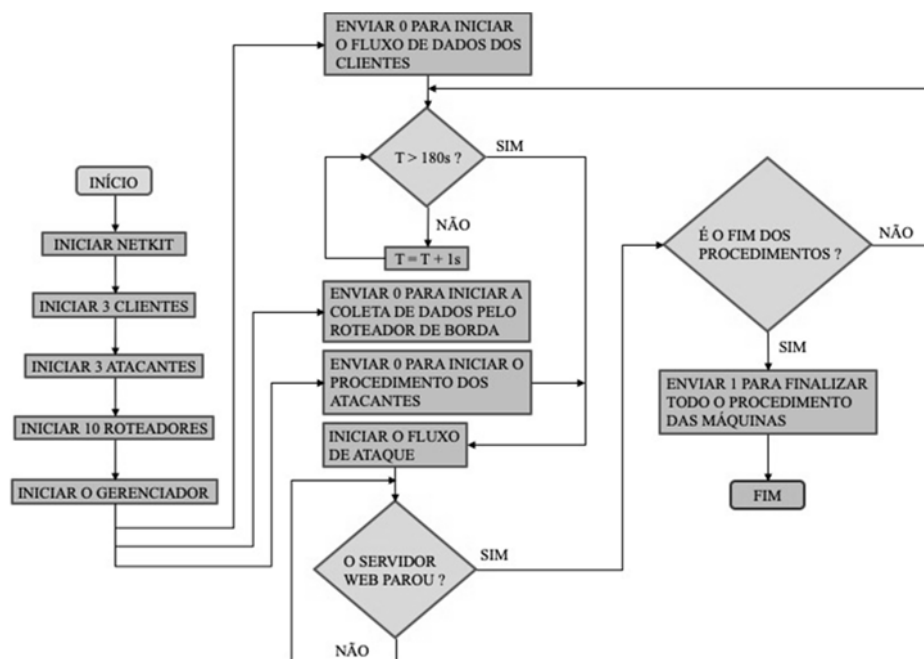 INÍCIO
INICIAR NETKIT
INICIAR 3 CLIENTES
INICIAR 3 ATACANTES
INICIAR 10 ROTEADORES
INICIAR O GERENCIADOR
ENVIAR 0 PARA INICIAR
O FLUXO DE DADOS DOS
CLIENTES
T > 180s ?
SIM
NÃO
T = T + 1s
ENVIAR 0 PARA INICIAR A
COLETA DE DADOS PELO
ROTEADOR DE BORDA
ENVIAR 0 PARA INICIAR O
PROCEDIMENTO DOS
ATACANTES
INICIAR O FLUXO
DE ATAQUE
O SERVIDOR
WEB PAROU ?
SIM
NÃO
É O FIM DOS
PROCEDIMENTOS ?
NÃO
SIM
ENVIAR 1 PARA FINALIZAR
TODO O PROCEDIMENTO
DAS MÁQUINAS
FIM